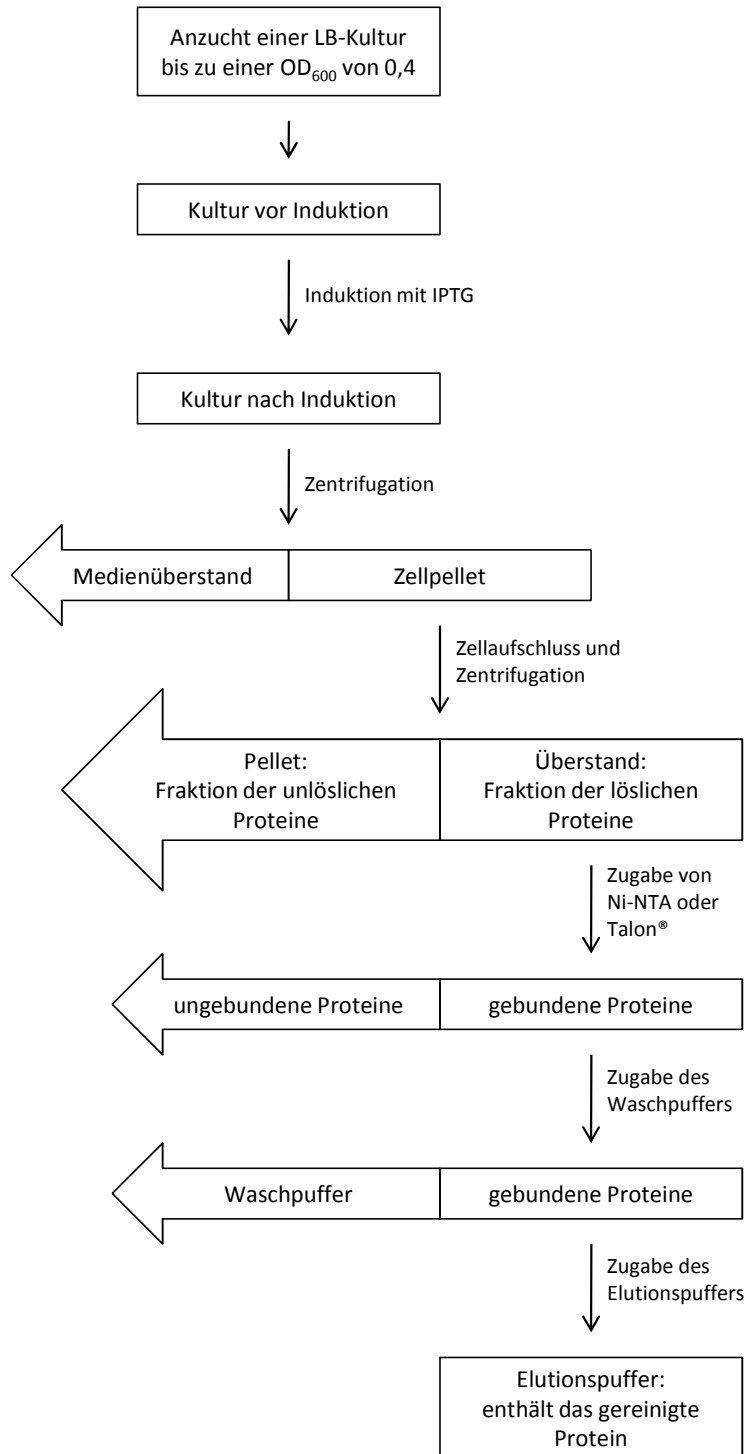 Anzucht einer LB-Kultur
bis zu einer OD600 von 0,4
Kultur vor Induktion
Induktion mit IPTG
Kultur nach Induktion
Zentrifugation
Medienüberstand
Zellpellet
Zellaufschluss und
Zentrifugation
Pellet:
Fraktion der unlöslichen
Proteine
Überstand:
Fraktion der löslichen
Proteine
Zugabe von
Ni-NTA oder
Talon®
ungebundene Proteine
gebundene Proteine
Zugabe des
Waschpuffers
Waschpuffer
gebundene Proteine
Zugabe des
Elutionspuffers
Elutionspuffer:
enthält das gereinigte
Protein